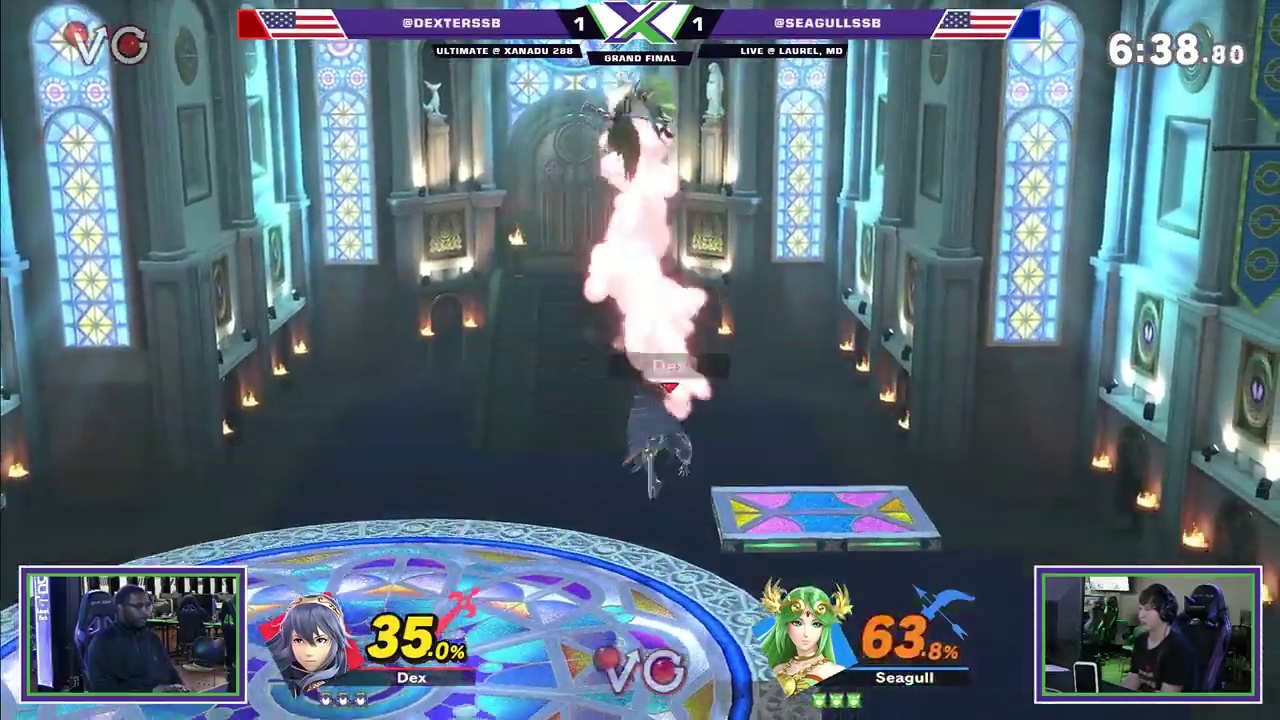 VG
@DEXTERSSB
1
1
@SEAGULLSSB
ULTIMATE @ XANADU 288
GRAND FINAL
LIVE @ LAUREL, MD
6:38.80
Dex
35.0%
Dex
VG
63.8%
Seagull